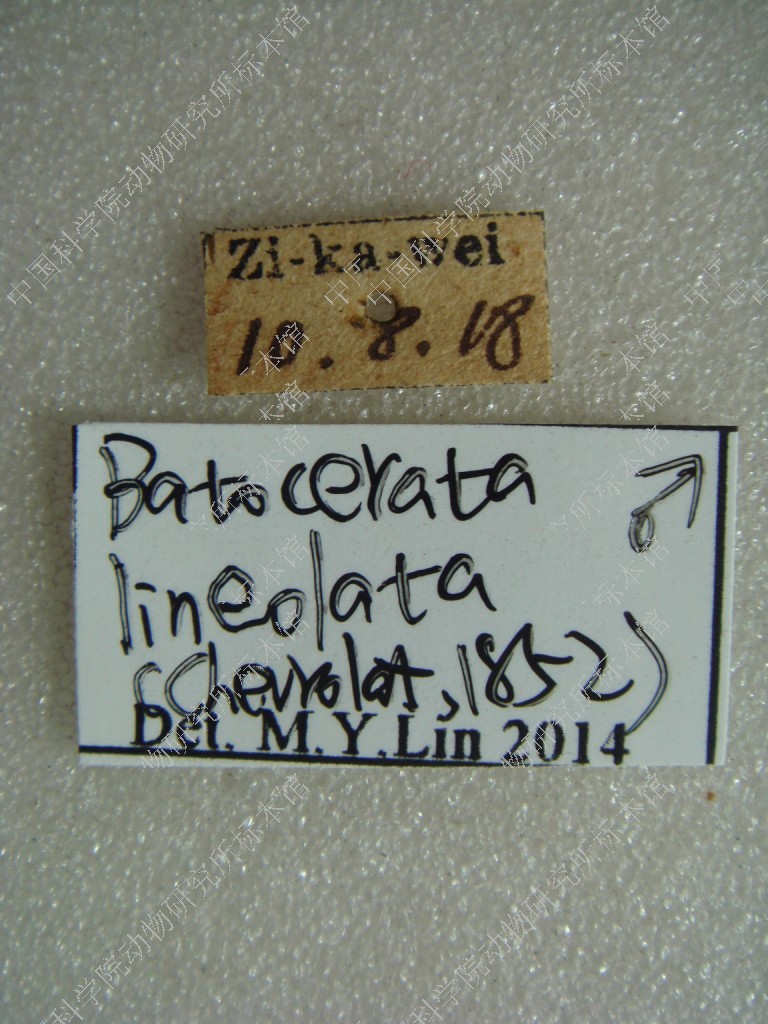 Zi-ka-wei
10. 8. 18
Batocerata ♂
lineolata
(Chevrolat, 1852)
Det. M.Y.Lin 2014
中国科学院动物研究所标本馆